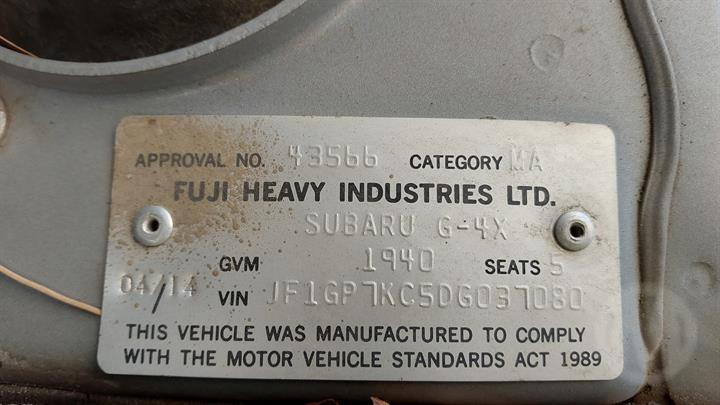 APPROVAL NO. 43566 CATEGORY MA
FUJI HEAVY INDUSTRIES LTD.
SUBARU G-4X
GVM 1940 SEATS 5
04/14
VIN JF1GP7KC5DG037080
THIS VEHICLE WAS MANUFACTURED TO COMPLY
WITH THE MOTOR VEHICLE STANDARDS ACT 1989